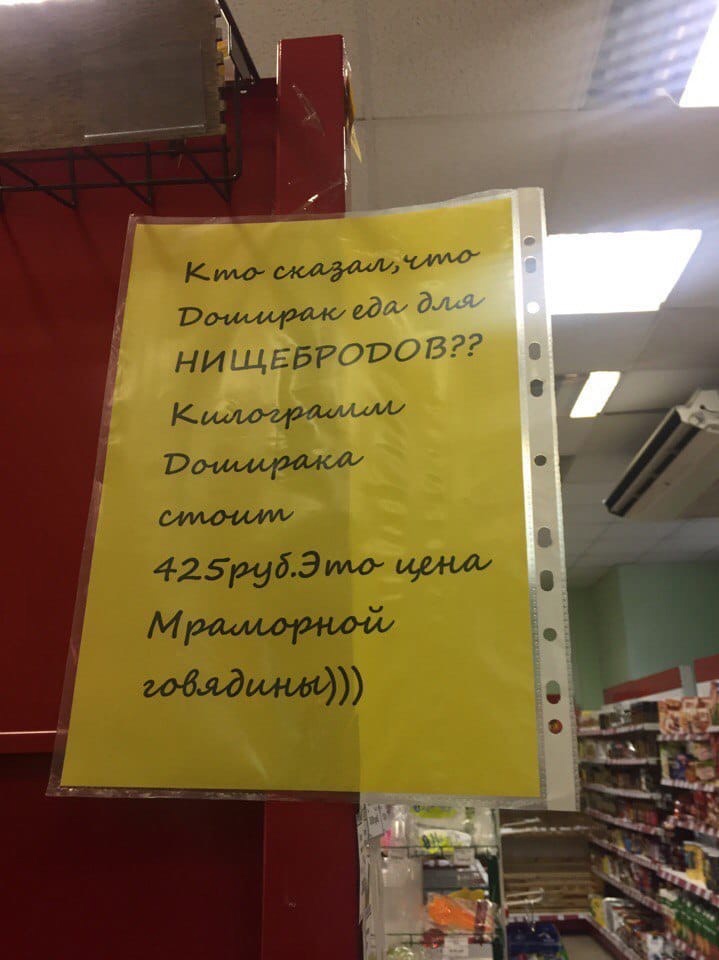 Кто сказал,что
Доширак еда для
НИЩЕБРОДОВ??
Килограмм
Доширака
стоит
425руб.Это цена
Мраморной
говядины)))